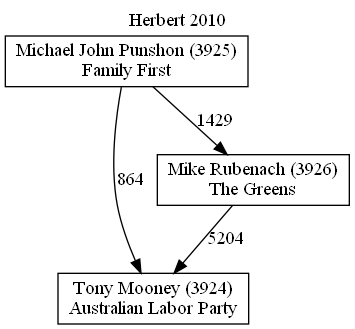 Herbert 2010
Michael John Punshon (3925)
Family First
1429
864
Mike Rubenach (3926)
The Greens
5204
Tony Mooney (3924)
Australian Labor Party